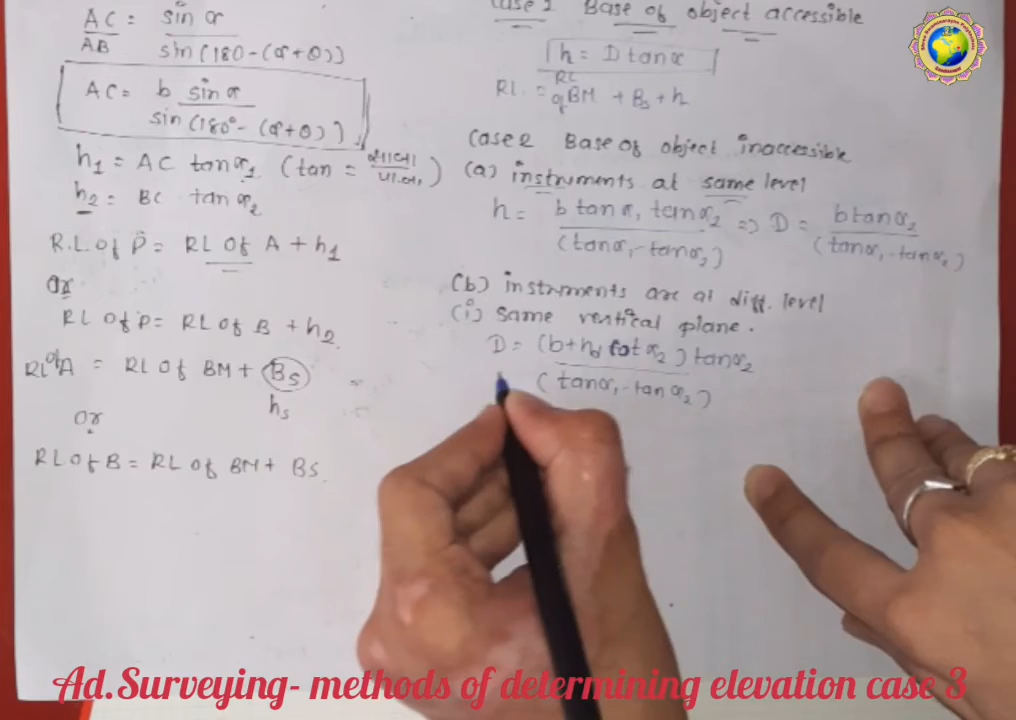 AC = sin α
AB sin (180 - (α+θ))
AC = b sin α
sin (180° - (α+θ))
h1 = AC tan α1 (tan = સા.બા / પા.બા.)
h2 = BC tan α2
R.L of P = RL of A + h1
Or
RL of P = RL of B + h2.
RL of A = RL of BM + BS
hs
Or
RL of B = RL of BM + BS.
Case 1 Base of object accessible
h = D tan α
RL. = RL of BM + Bs + h
Case 2 Base of object inaccessible
(a) instruments at same level
h = b tan α1 tan α2 / (tan α1 - tan α2) => D = b tan α2 / (tan α1 - tan α2)
(b) instruments are at diff. level
(i) same vertical plane.
D = (b + hd cot α2) tan α2
(tan α1 - tan α2)
Ad.Surveying- methods of determining elevation case 3